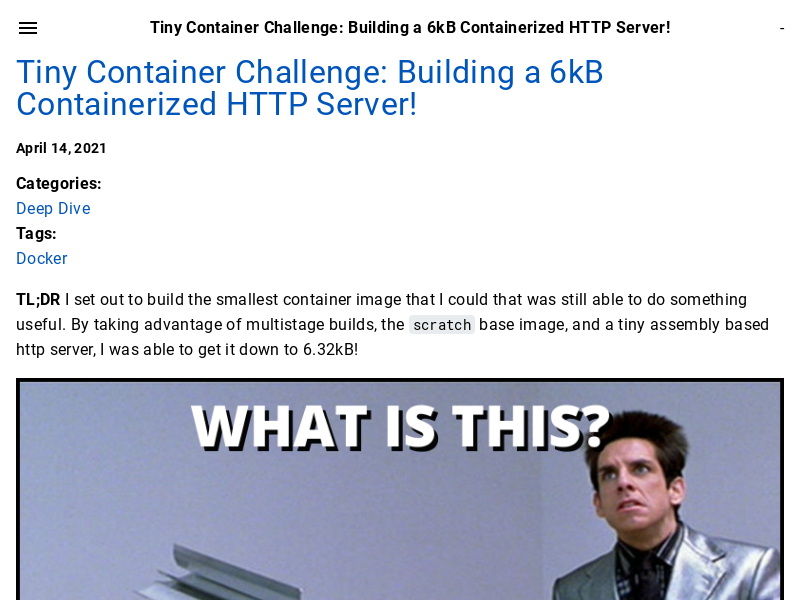 Tiny Container Challenge: Building a 6kB Containerized HTTP Server!
-
Tiny Container Challenge: Building a 6kB
Containerized HTTP Server!
April 14, 2021
Categories:
Deep Dive
Tags:
Docker
TL;DR I set out to build the smallest container image that I could that was still able to do something
useful. By taking advantage of multistage builds, the scratch base image, and a tiny assembly based
http server, I was able to get it down to 6.32kB!
WHAT IS THIS?